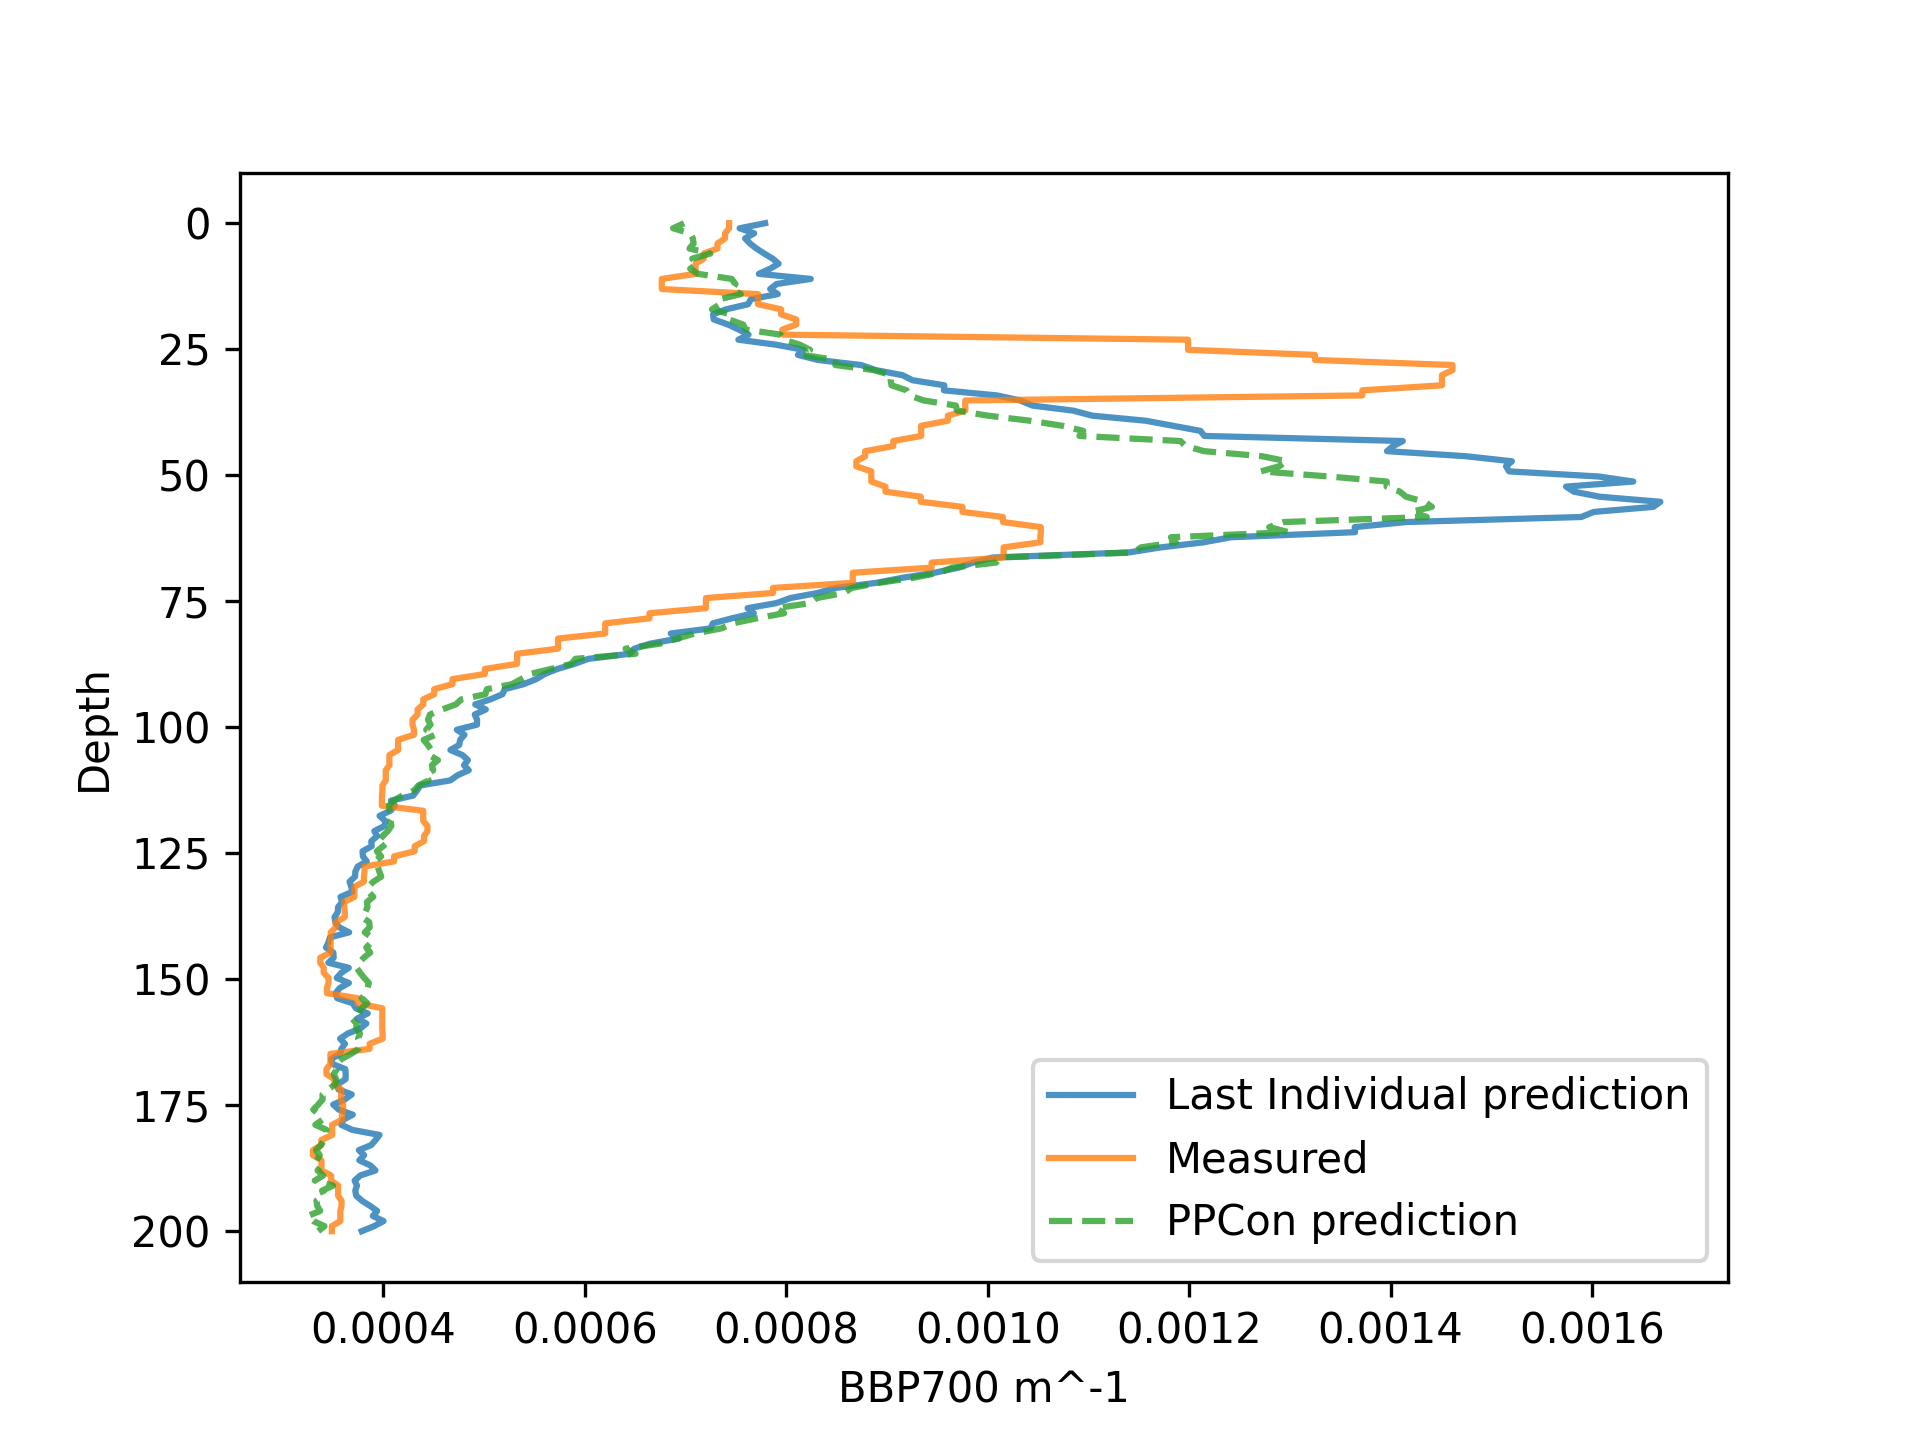 0
25
50
75
100
125
150
175
200
Depth
0.0004 0.0006 0.0008 0.0010 0.0012 0.0014 0.0016
BBP700 m^-1
Last Individual prediction
Measured
PPCon prediction